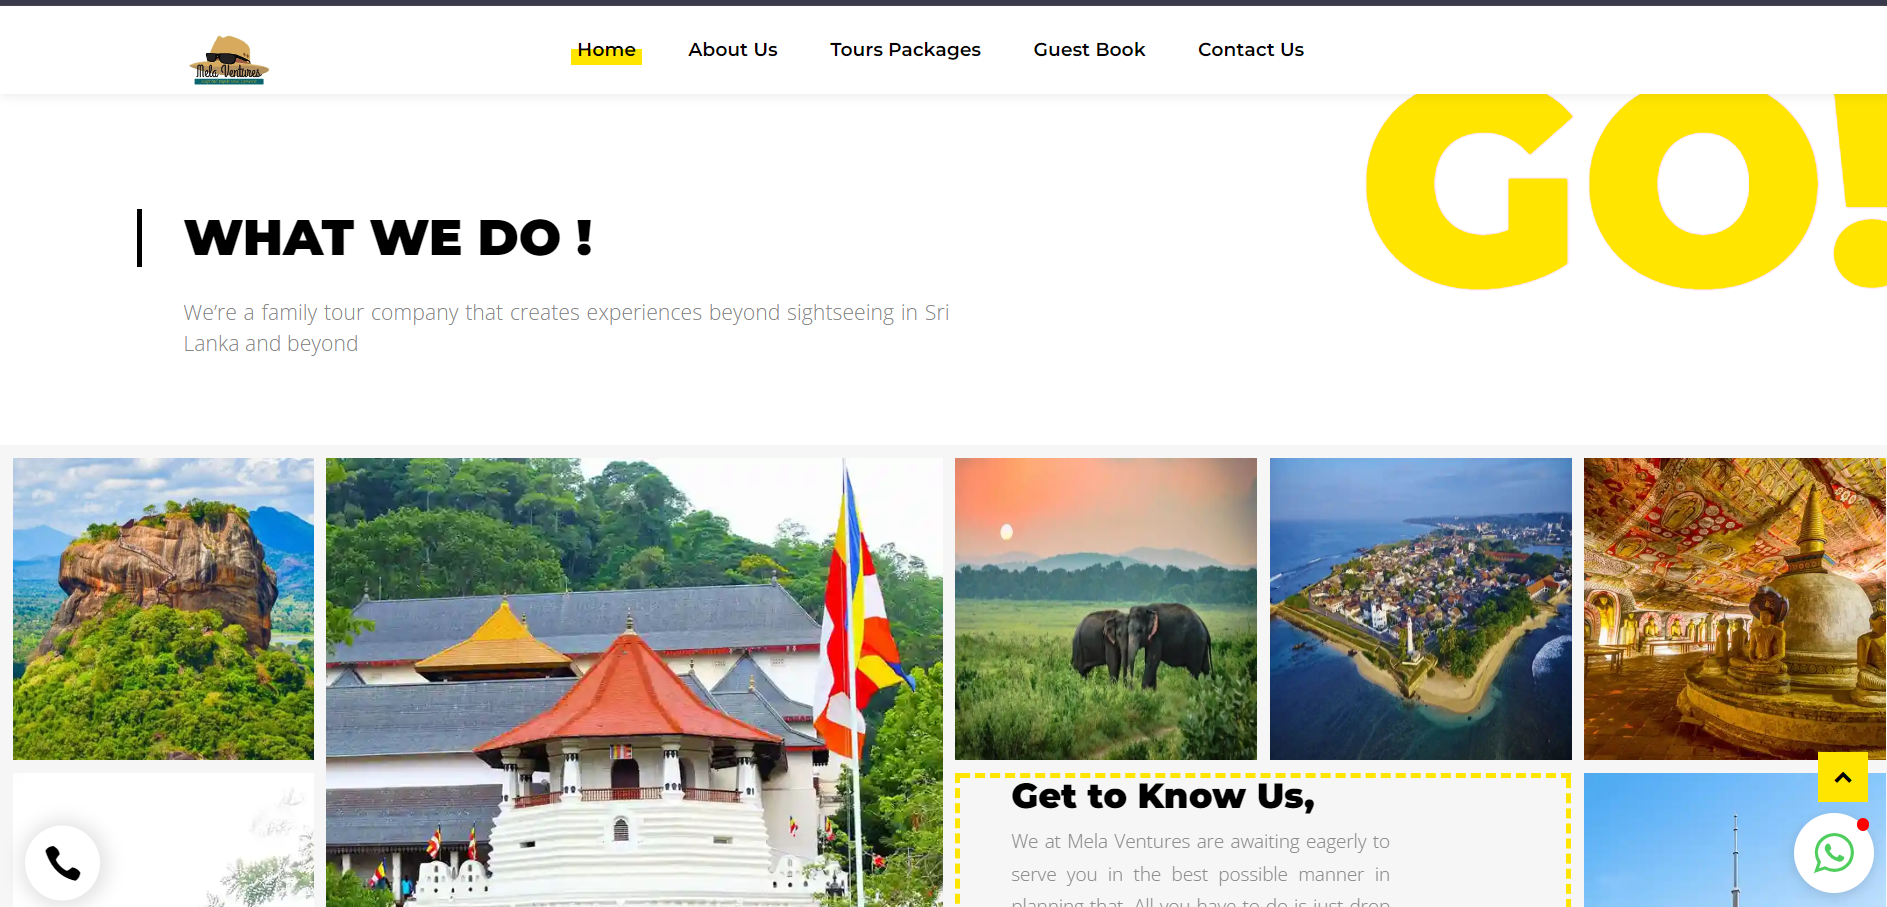 Mela Ventures
Home
About Us
Tours Packages
Guest Book
Contact Us
GO!
WHAT WE DO !
We’re a family tour company that creates experiences beyond sightseeing in Sri
Lanka and beyond
Get to Know Us,
We at Mela Ventures are awaiting eagerly to
serve you in the best possible manner in
planning that. All you have to do is just drop